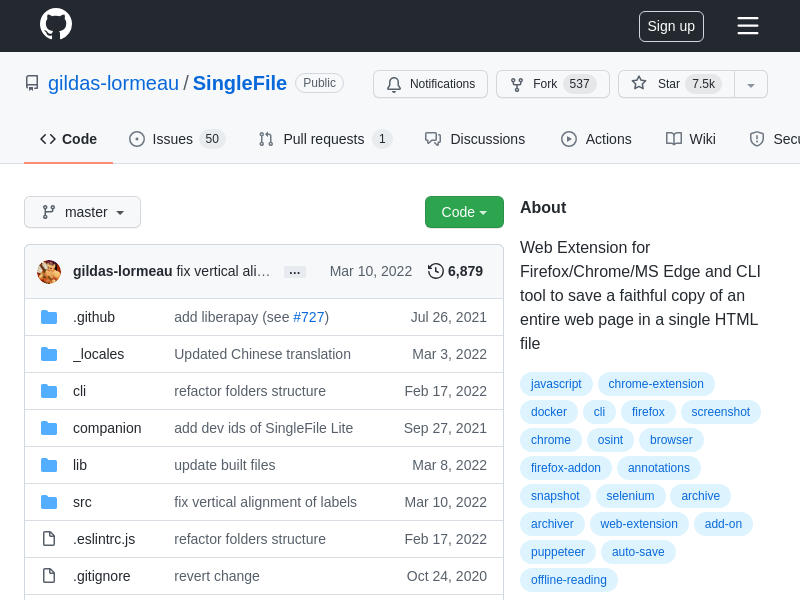 Sign up
gildas-lormeau / SingleFile Public
Notifications Fork 537 Star 7.5k
Code Issues 50 Pull requests 1 Discussions Actions Wiki Secu
master Code
gildas-lormeau fix vertical ali… … Mar 10, 2022 6,879
.github add liberapay (see #727) Jul 26, 2021
_locales Updated Chinese translation Mar 3, 2022
cli refactor folders structure Feb 17, 2022
companion add dev ids of SingleFile Lite Sep 27, 2021
lib update built files Mar 8, 2022
src fix vertical alignment of labels Mar 10, 2022
.eslintrc.js refactor folders structure Feb 17, 2022
.gitignore revert change Oct 24, 2020
About
Web Extension for
Firefox/Chrome/MS Edge and CLI
tool to save a faithful copy of an
entire web page in a single HTML
file
javascript chrome-extension
docker cli firefox screenshot
chrome osint browser
firefox-addon annotations
snapshot selenium archive
archiver web-extension add-on
puppeteer auto-save
offline-reading